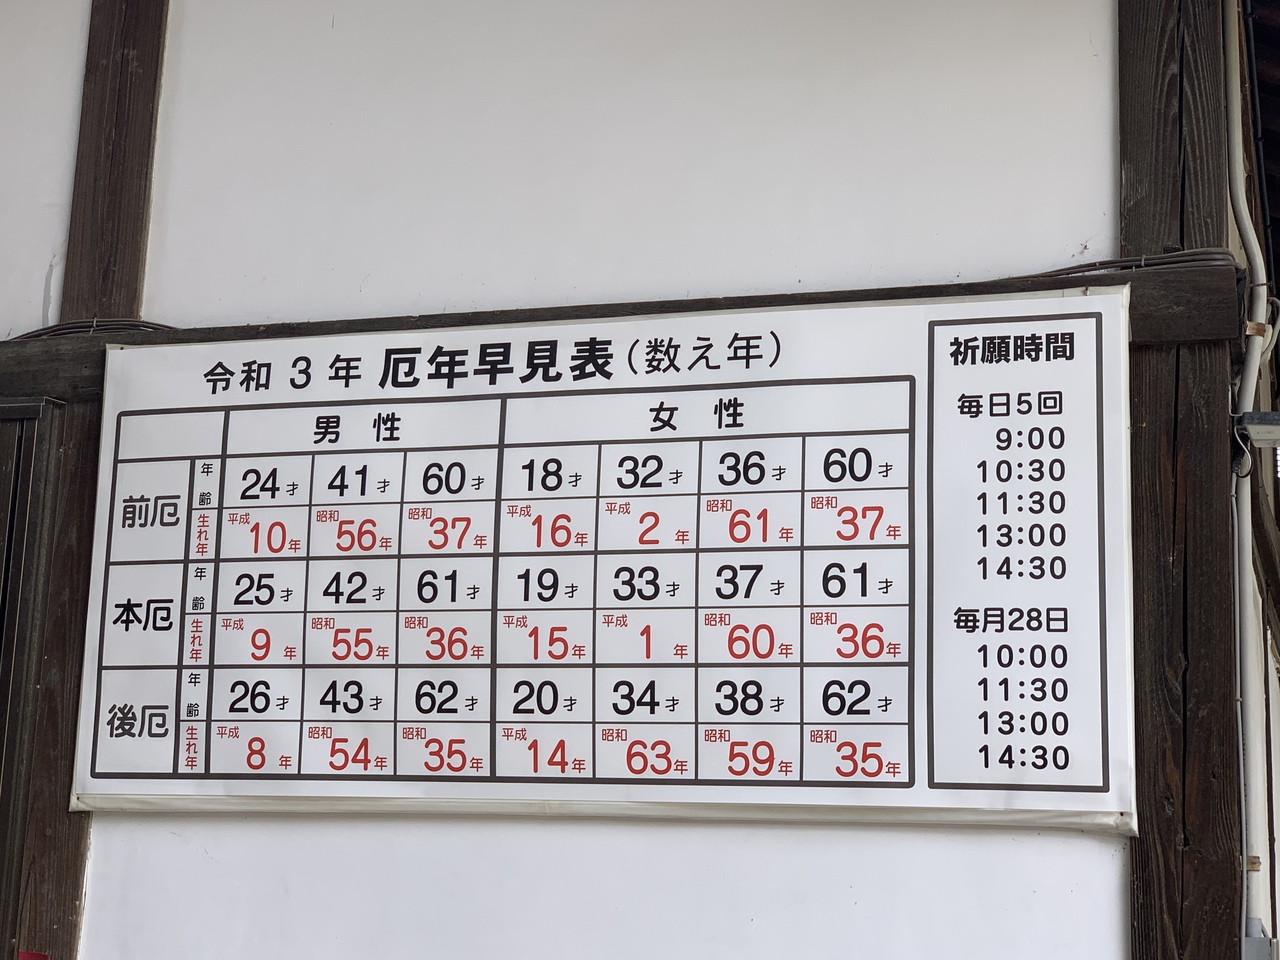 令和3年 厄年早見表(数え年)
男性 女性
前厄 年齢 24才 41才 60才 18才 32才 36才 60才
生れ年 平成10年 昭和56年 昭和37年 平成16年 平成2年 昭和61年 昭和37年
本厄 年齢 25才 42才 61才 19才 33才 37才 61才
生れ年 平成9年 昭和55年 昭和36年 平成15年 平成1年 昭和60年 昭和36年
後厄 年齢 26才 43才 62才 20才 34才 38才 62才
生れ年 平成8年 昭和54年 昭和35年 平成14年 昭和63年 昭和59年 昭和35年
祈願時間
毎日5回
9:00
10:30
11:30
13:00
14:30
毎月28日
10:00
11:30
13:00
14:30